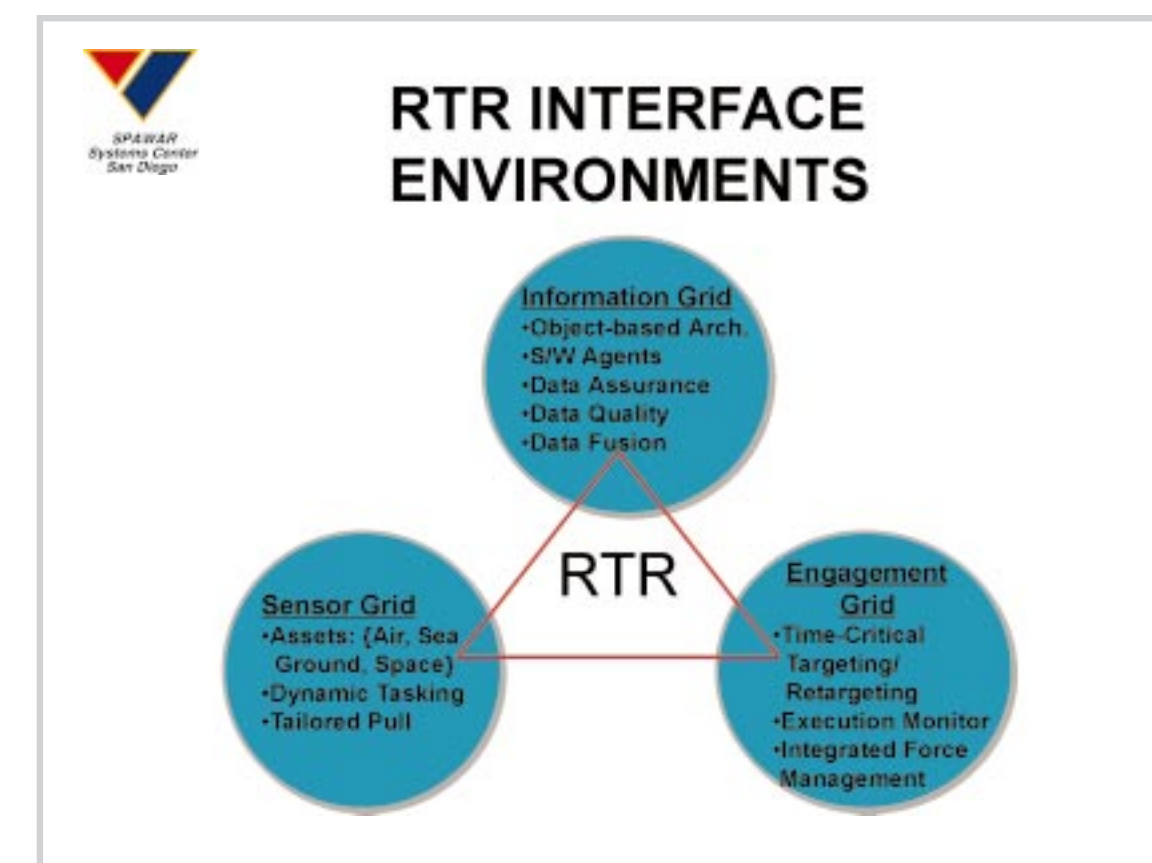 SPAWAR
Systems Center
San Diego
RTR INTERFACE
ENVIRONMENTS
Information Grid
•Object-based Arch.
•S/W Agents
•Data Assurance
•Data Quality
•Data Fusion
RTR
Sensor Grid
•Assets: {Air, Sea
Ground, Space}
•Dynamic Tasking
•Tailored Pull
Engagement
Grid
•Time-Critical
Targeting/
Retargeting
•Execution Monitor
•Integrated Force
Management